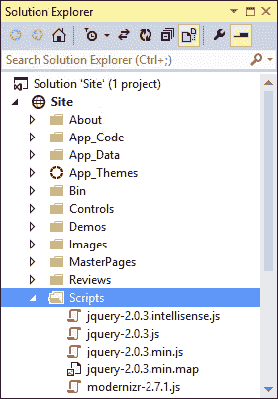 Solution Explorer
Search Solution Explorer (Ctrl+;)
Solution 'Site' (1 project)
Site
About
App_Code
App_Data
App_Themes
Bin
Controls
Demos
Images
MasterPages
Reviews
Scripts
jquery-2.0.3.intellisense.js
jquery-2.0.3.js
jquery-2.0.3.min.js
jquery-2.0.3.min.map
modernizr-2.7.1.js